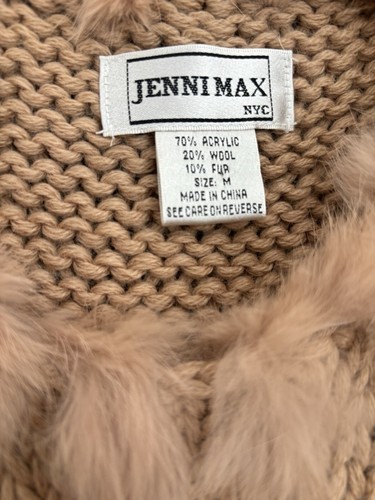 JENNI MAX
NYC
70% ACRYLIC
20% WOOL
10% FUR
SIZE: M
MADE IN CHINA
SEE CARE ON REVERSE